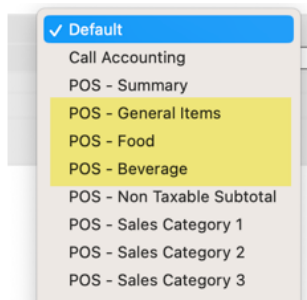 ✓ Default
Call Accounting
POS - Summary
POS - General Items
POS - Food
POS - Beverage
POS - Non Taxable Subtotal
POS - Sales Category 1
POS - Sales Category 2
POS - Sales Category 3